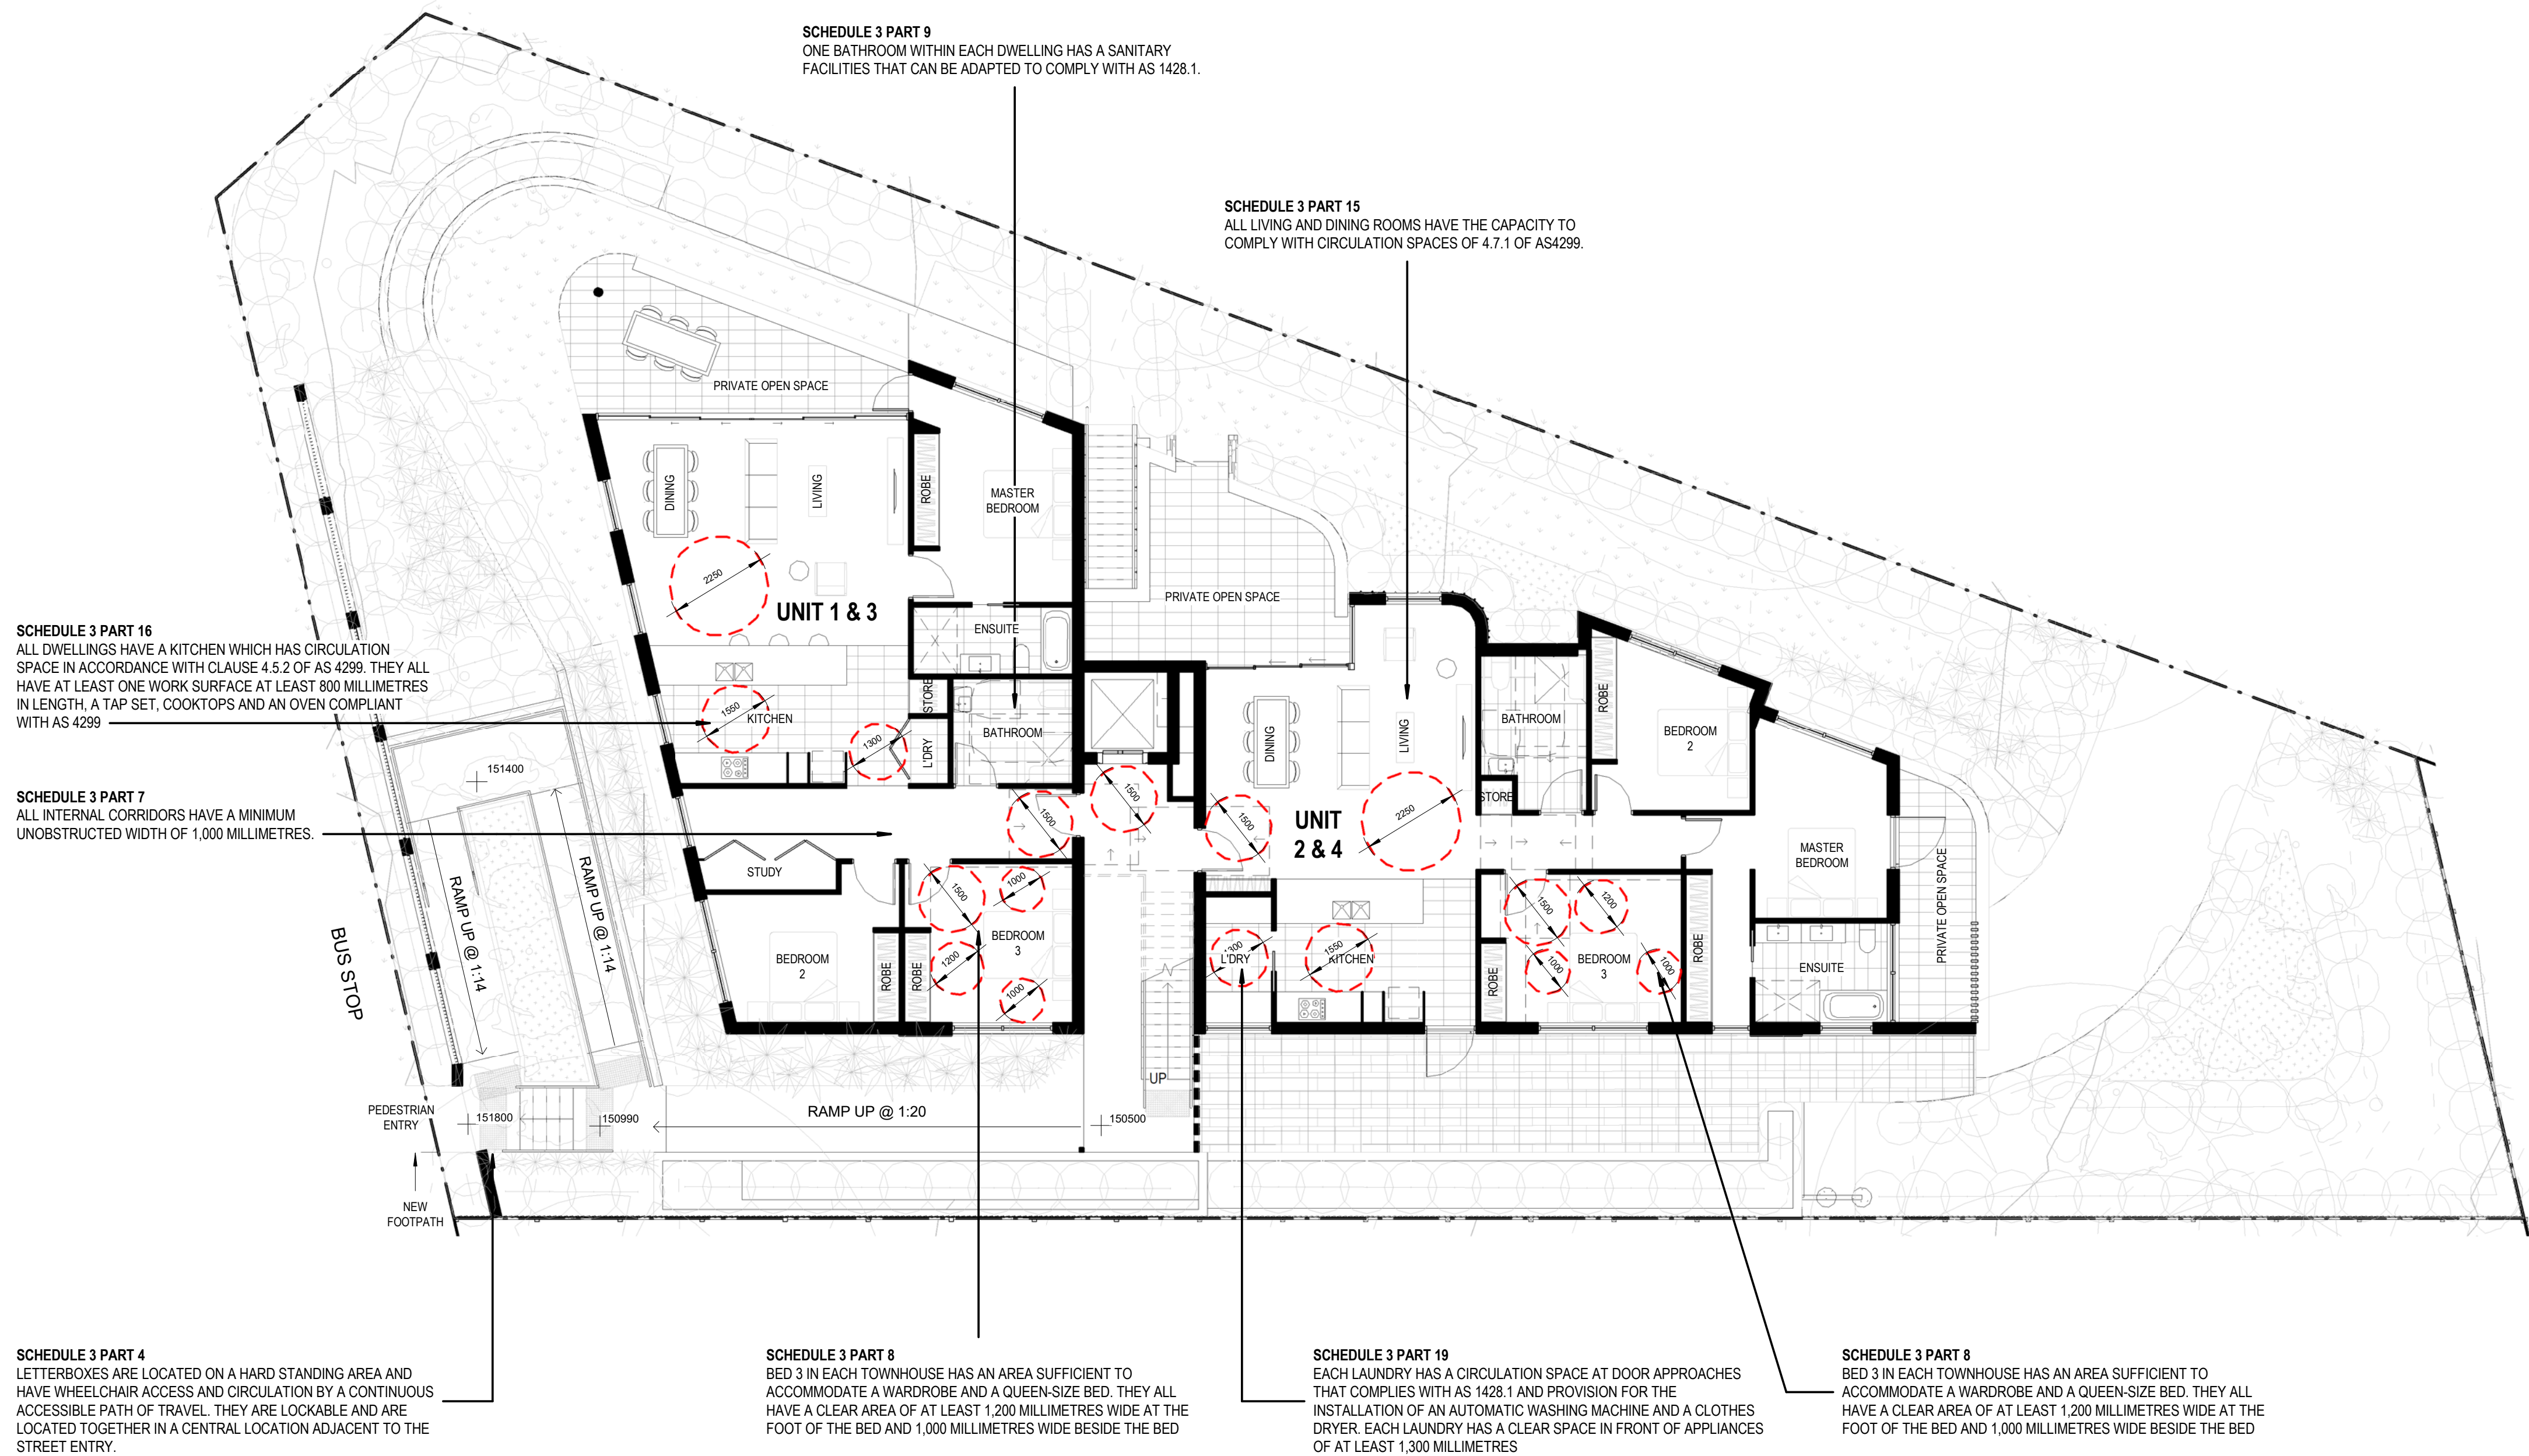 SCHEDULE 3 PART 9
ONE BATHROOM WITHIN EACH DWELLING HAS A SANITARY
FACILITIES THAT CAN BE ADAPTED TO COMPLY WITH AS 1428.1.
SCHEDULE 3 PART 15
ALL LIVING AND DINING ROOMS HAVE THE CAPACITY TO
COMPLY WITH CIRCULATION SPACES OF 4.7.1 OF AS4299.
PRIVATE OPEN SPACE
DINING
LIVING
ROBE
MASTER
BEDROOM
2250
UNIT 1 & 3
ENSUITE
STORE
1550
KITCHEN
1300
L'DRY
BATHROOM
1500
1500
STUDY
BEDROOM
2
ROBE
ROBE
1500
1000
BEDROOM
3
1200
1000
SCHEDULE 3 PART 16
ALL DWELLINGS HAVE A KITCHEN WHICH HAS CIRCULATION
SPACE IN ACCORDANCE WITH CLAUSE 4.5.2 OF AS 4299. THEY ALL
HAVE AT LEAST ONE WORK SURFACE AT LEAST 800 MILLIMETRES
IN LENGTH, A TAP SET, COOKTOPS AND AN OVEN COMPLIANT
WITH AS 4299
SCHEDULE 3 PART 7
ALL INTERNAL CORRIDORS HAVE A MINIMUM
UNOBSTRUCTED WIDTH OF 1,000 MILLIMETRES.
PRIVATE OPEN SPACE
DINING
LIVING
1500
UNIT
2 & 4
2250
STORE
BATHROOM
ROBE
BEDROOM
2
MASTER
BEDROOM
PRIVATE OPEN SPACE
1300
L'DRY
1550
KITCHEN
ROBE
1500
1200
1000
BEDROOM
3
1000
ROBE
ENSUITE
151400
RAMP UP @ 1:14
RAMP UP @ 1:14
BUS STOP
PEDESTRIAN
ENTRY
151800
150990
RAMP UP @ 1:20
150500
UP
NEW
FOOTPATH
SCHEDULE 3 PART 4
LETTERBOXES ARE LOCATED ON A HARD STANDING AREA AND
HAVE WHEELCHAIR ACCESS AND CIRCULATION BY A CONTINUOUS
ACCESSIBLE PATH OF TRAVEL. THEY ARE LOCKABLE AND ARE
LOCATED TOGETHER IN A CENTRAL LOCATION ADJACENT TO THE
STREET ENTRY.
SCHEDULE 3 PART 8
BED 3 IN EACH TOWNHOUSE HAS AN AREA SUFFICIENT TO
ACCOMMODATE A WARDROBE AND A QUEEN-SIZE BED. THEY ALL
HAVE A CLEAR AREA OF AT LEAST 1,200 MILLIMETRES WIDE AT THE
FOOT OF THE BED AND 1,000 MILLIMETRES WIDE BESIDE THE BED
SCHEDULE 3 PART 19
EACH LAUNDRY HAS A CIRCULATION SPACE AT DOOR APPROACHES
THAT COMPLIES WITH AS 1428.1 AND PROVISION FOR THE
INSTALLATION OF AN AUTOMATIC WASHING MACHINE AND A CLOTHES
DRYER. EACH LAUNDRY HAS A CLEAR SPACE IN FRONT OF APPLIANCES
OF AT LEAST 1,300 MILLIMETRES
SCHEDULE 3 PART 8
BED 3 IN EACH TOWNHOUSE HAS AN AREA SUFFICIENT TO
ACCOMMODATE A WARDROBE AND A QUEEN-SIZE BED. THEY ALL
HAVE A CLEAR AREA OF AT LEAST 1,200 MILLIMETRES WIDE AT THE
FOOT OF THE BED AND 1,000 MILLIMETRES WIDE BESIDE THE BED